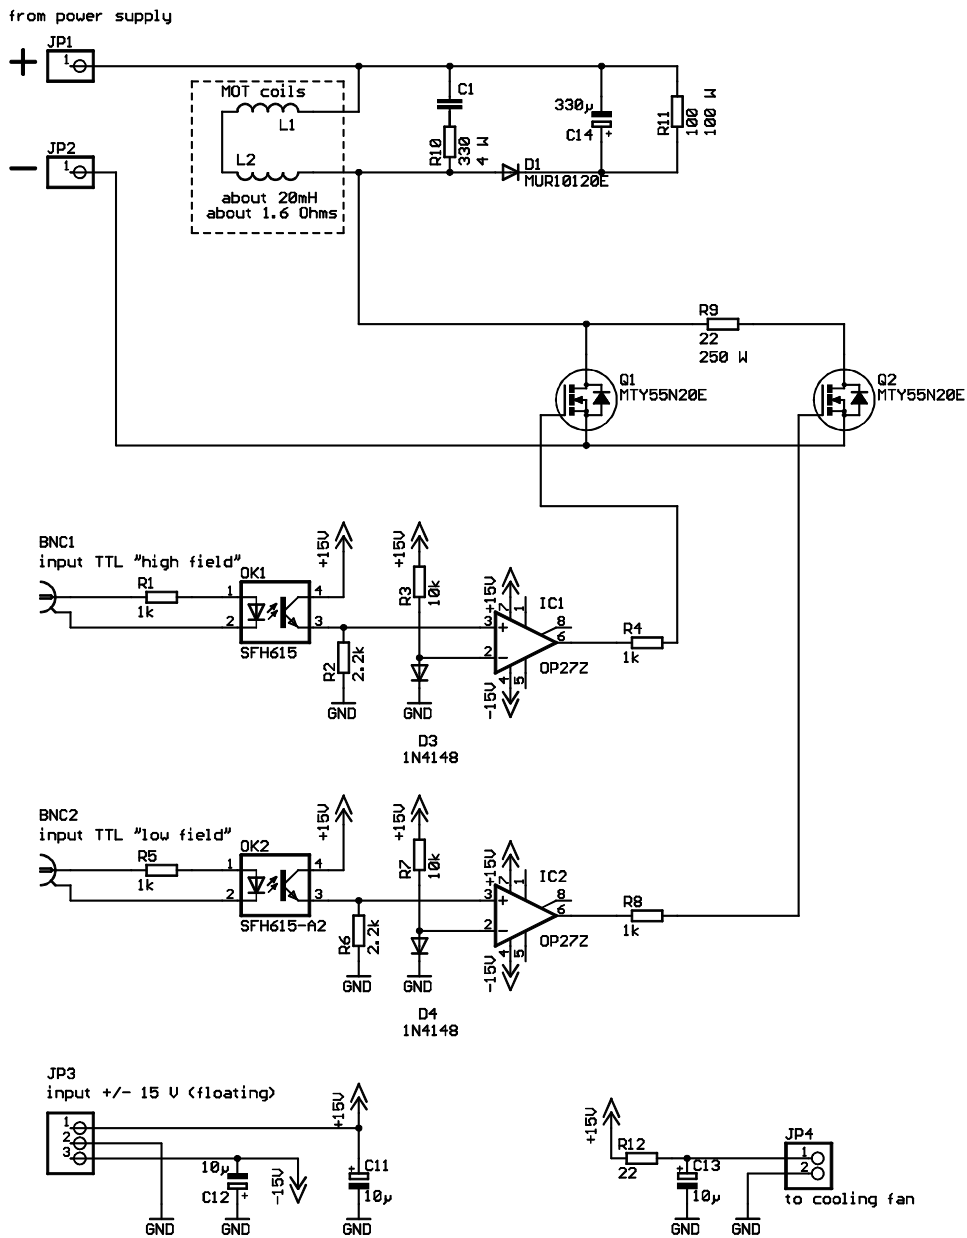 from power supply
+
JP1
1
-
JP2
1
MOT coils
L1
L2
about 20mH
about 1.6 Ohms
C1
R10
330
4 W
330µ
C14
+
R11
100
100 W
D1
MUR10120E
R9
22
250 W
Q1
MTY55N20E
Q2
MTY55N20E
BNC1
input TTL "high field"
R1
1k
OK1
1
2
4
3
SFH615
+15V
R2
2.2k
GND
+15V
R3
10k
GND
D3
1N4148
+15V
7
1
IC1
3
+
2
-
8
6
4
5
-15V
OP27Z
R4
1k
BNC2
input TTL "low field"
R5
1k
OK2
1
2
4
3
SFH615-A2
+15V
R6
2.2k
GND
+15V
R7
10k
GND
D4
1N4148
+15V
7
1
IC2
3
+
2
-
8
6
4
5
-15V
OP27Z
R8
1k
JP3
input +/- 15 V (floating)
1
2
3
GND
10µ
C12
+
GND
-15V
+15V
+
C11
10µ
GND
+15V
R12
22
+
C13
10µ
GND
GND
JP4
1
2
to cooling fan